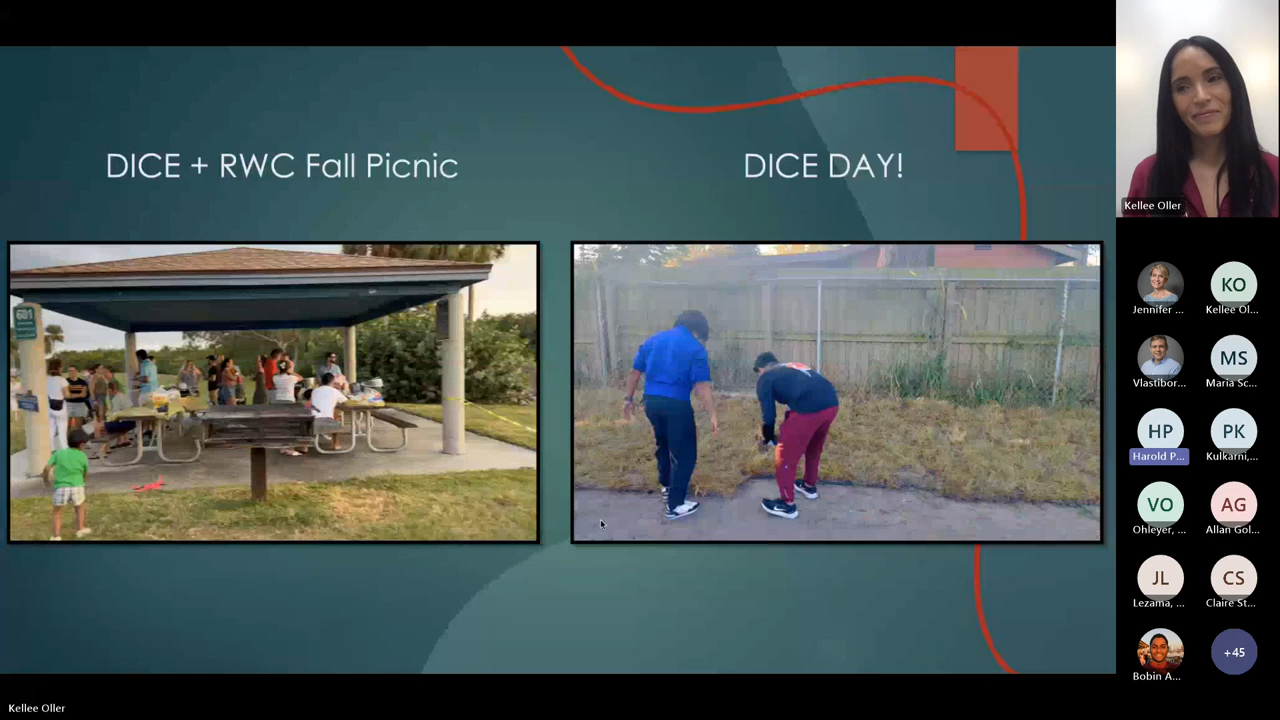 DICE + RWC Fall Picnic
DICE DAY!
601
Kellee Oller
Jennifer ...
KO
Kellee Ol...
Vlastibor...
MS
Maria Sc...
HP
Harold P...
PK
Kulkarni,...
VO
Ohleyer, ...
AG
Allan Gol...
JL
Lezama, ...
CS
Claire St...
Bobin A...
+45
Kellee Oller